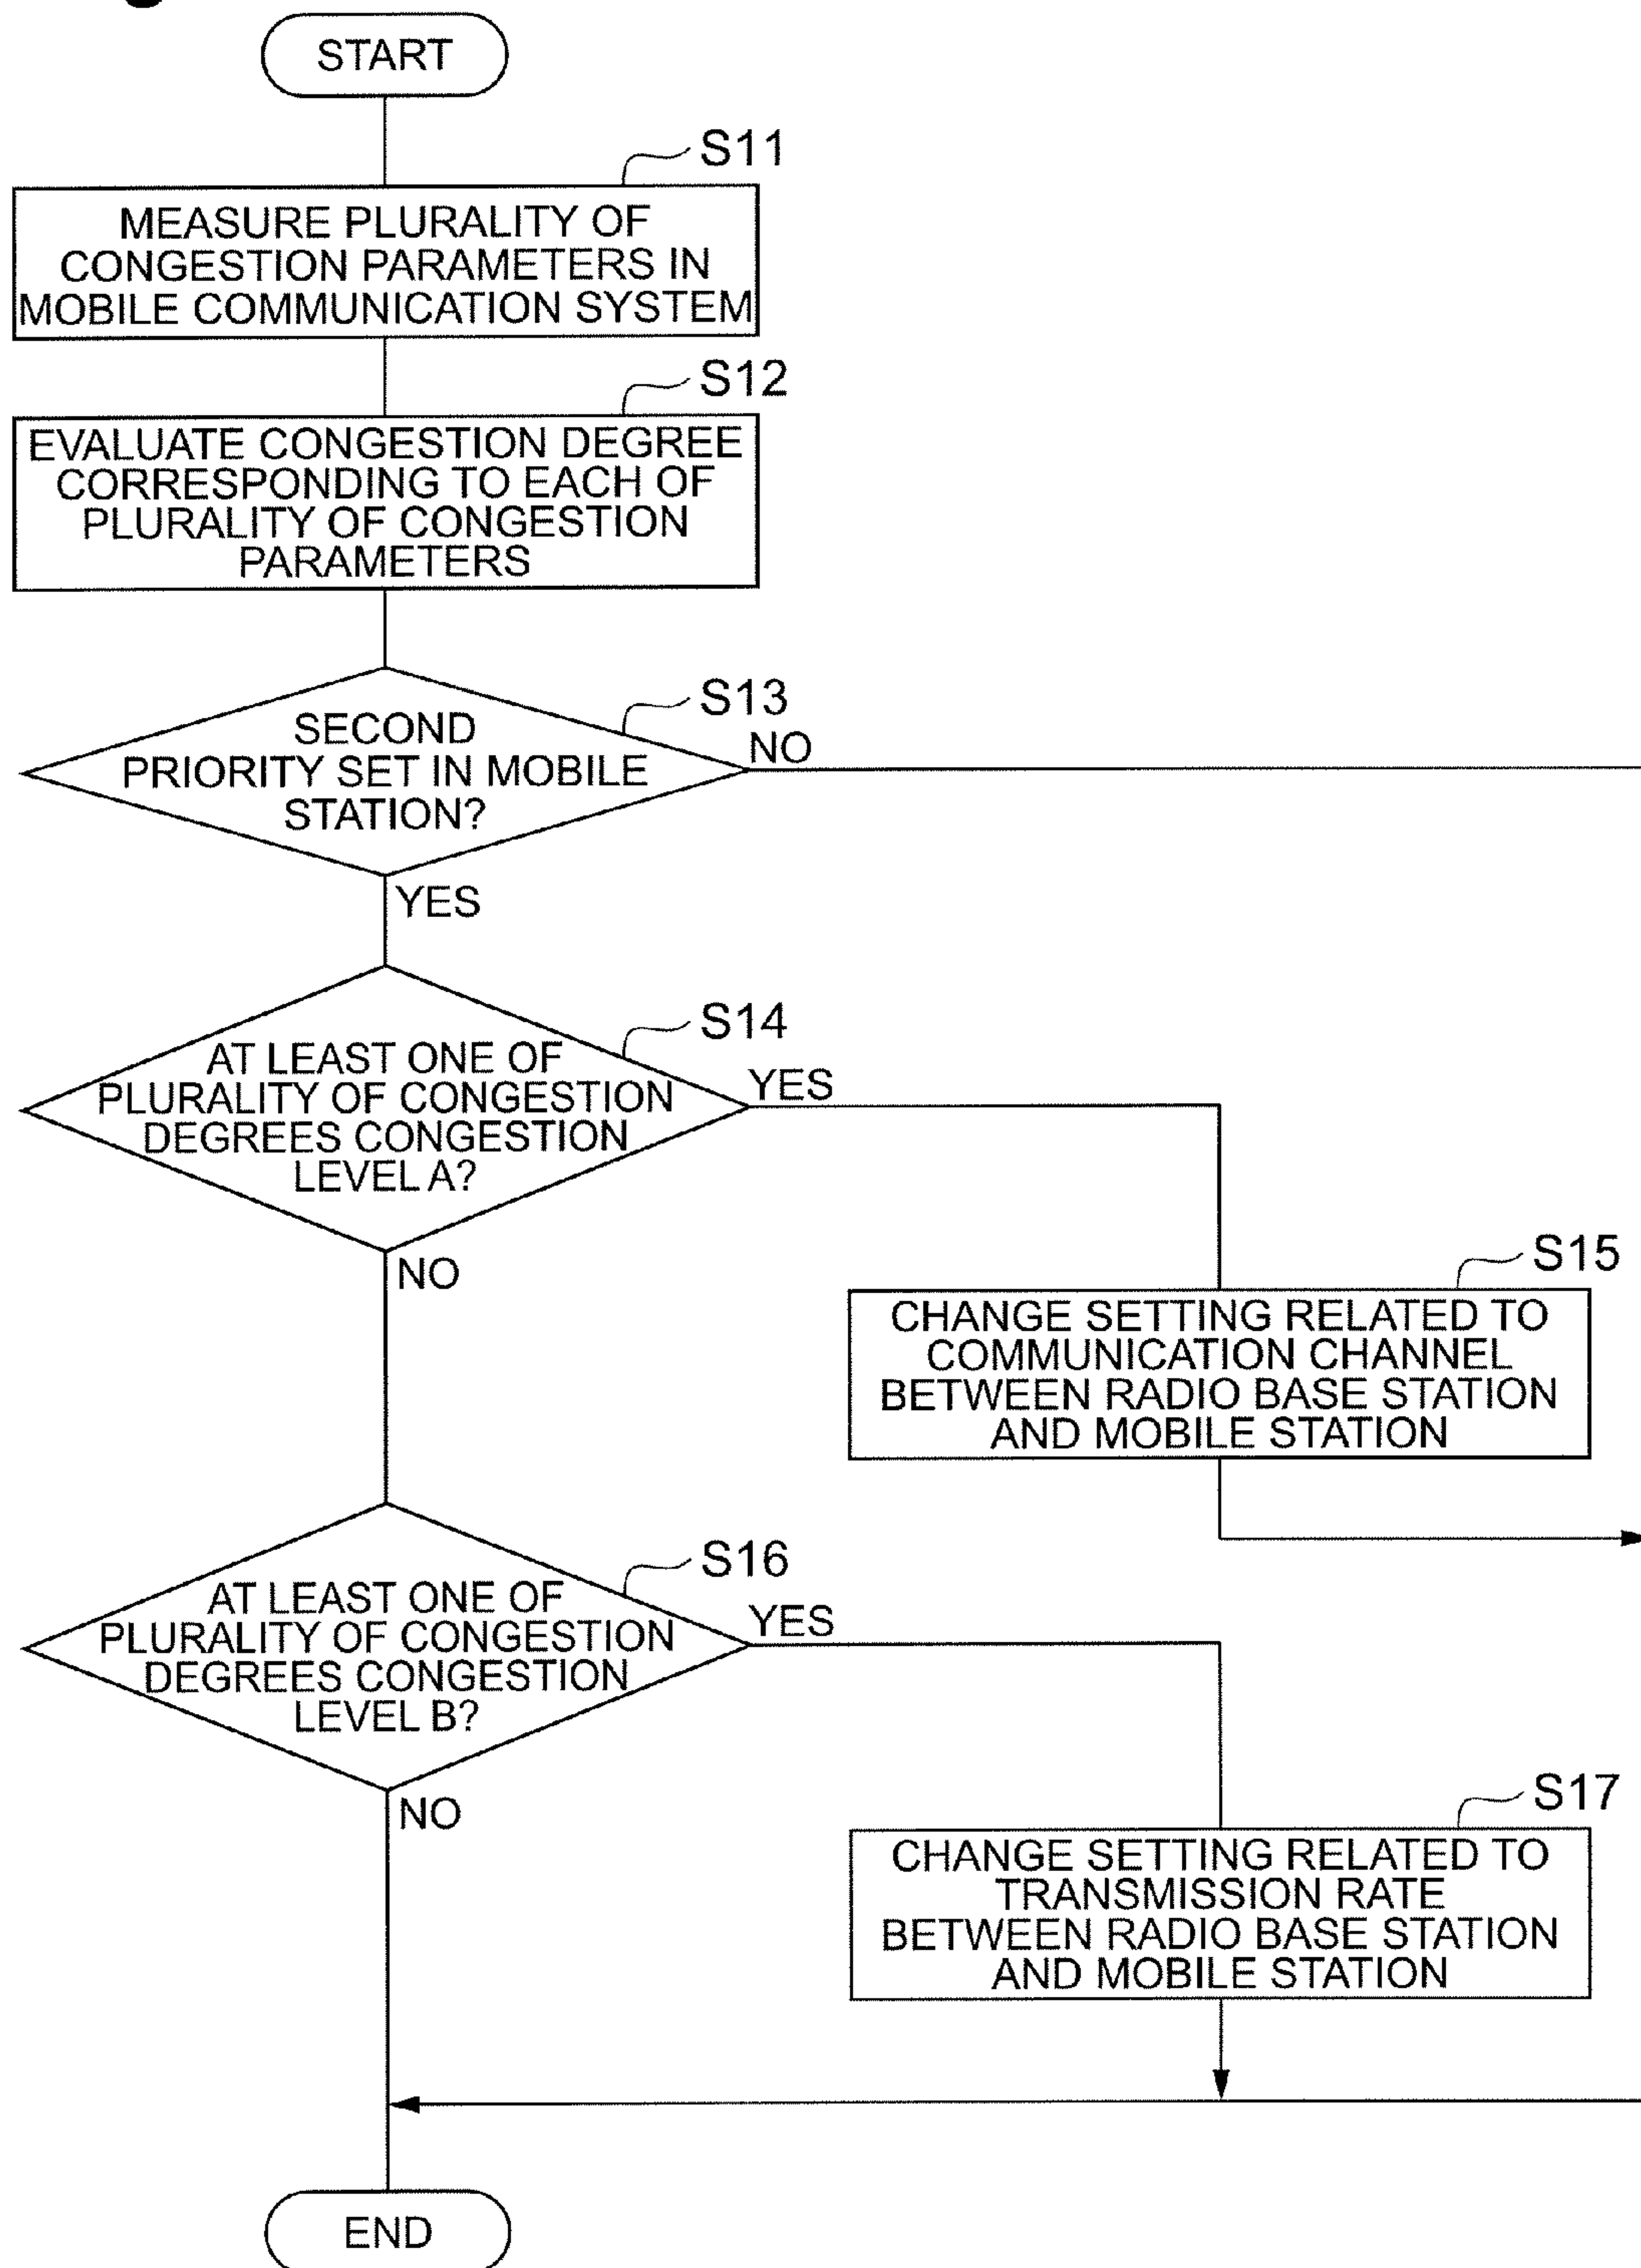 START
S11
MEASURE PLURALITY OF
CONGESTION PARAMETERS IN
MOBILE COMMUNICATION SYSTEM
S12
EVALUATE CONGESTION DEGREE
CORRESPONDING TO EACH OF
PLURALITY OF CONGESTION
PARAMETERS
S13
SECOND
PRIORITY SET IN MOBILE
STATION?
NO
YES
S14
AT LEAST ONE OF
PLURALITY OF CONGESTION
DEGREES CONGESTION
LEVEL A?
YES
NO
S15
CHANGE SETTING RELATED TO
COMMUNICATION CHANNEL
BETWEEN RADIO BASE STATION
AND MOBILE STATION
S16
AT LEAST ONE OF
PLURALITY OF CONGESTION
DEGREES CONGESTION
LEVEL B?
YES
NO
S17
CHANGE SETTING RELATED TO
TRANSMISSION RATE
BETWEEN RADIO BASE STATION
AND MOBILE STATION
END